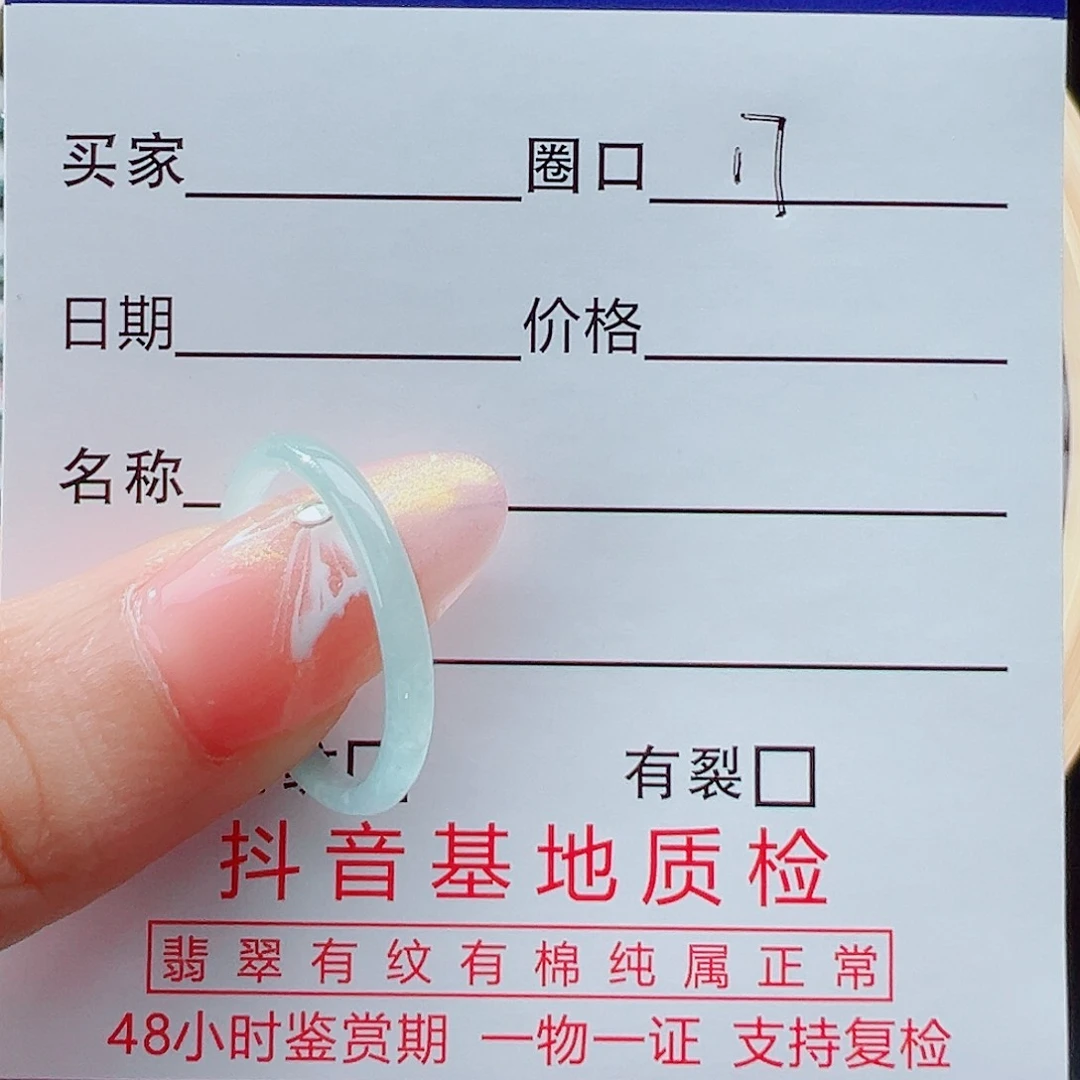 买家 圈口 17
日期 价格
名称
有裂
抖音基地质检
翡翠有纹有棉纯属正常
48小时鉴赏期 一物一证 支持复检